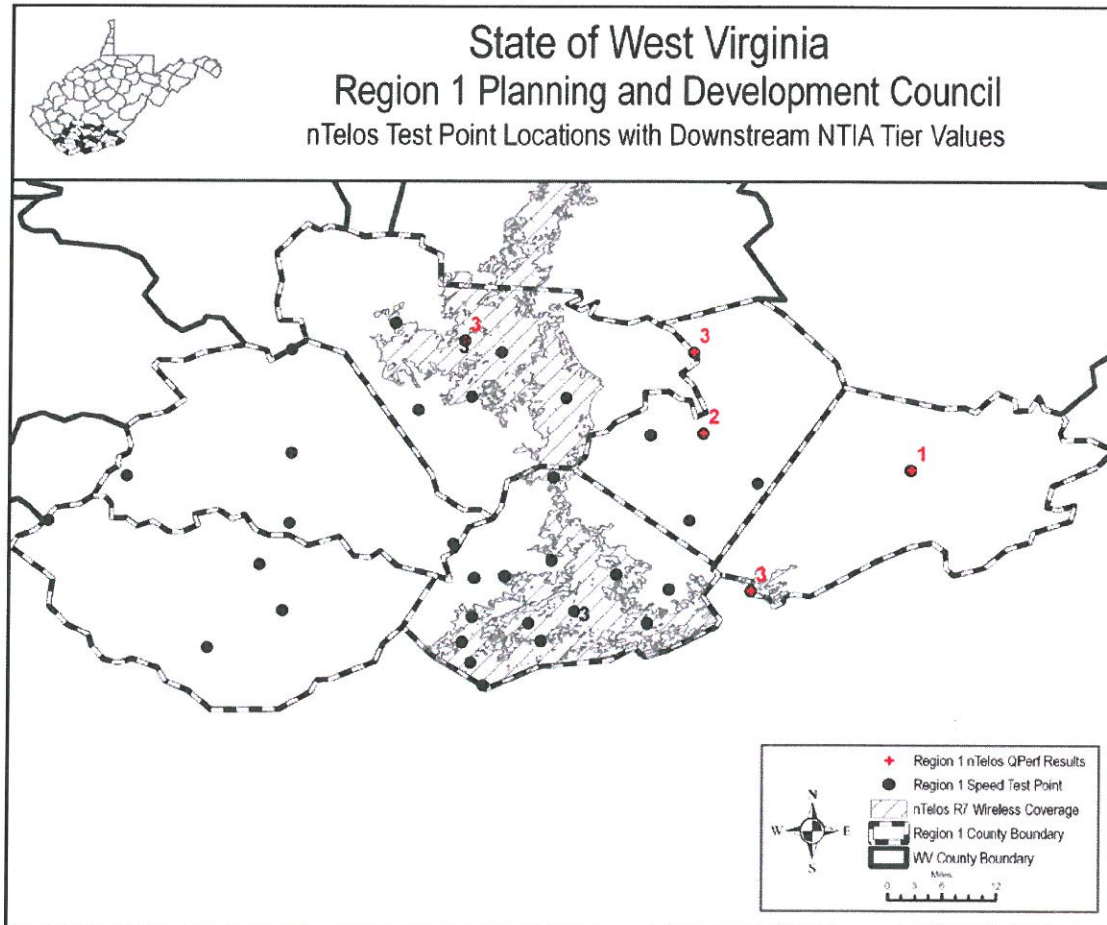 State of West Virginia
Region 1 Planning and Development Council
nTelos Test Point Locations with Downstream NTIA Tier Values
3
3
3
2
1
3
3
Region 1 nTelos QPerf Results
Region 1 Speed Test Point
nTelos R7 Wireless Coverage
Region 1 County Boundary
WV County Boundary
N
W E
S
Miles
0 3 6 12